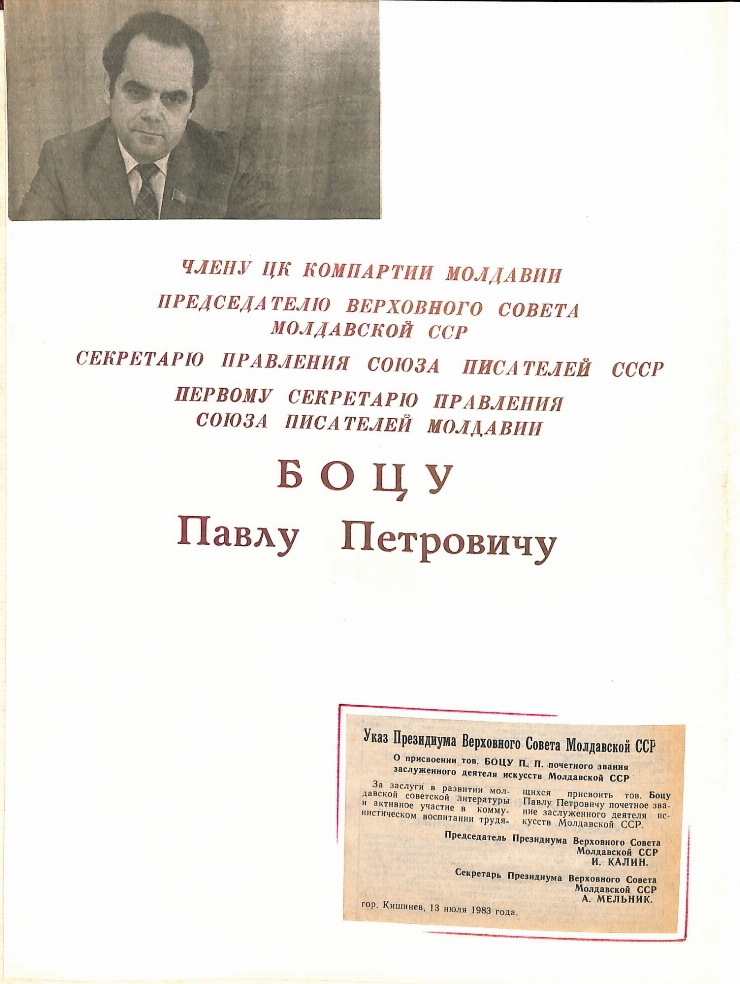 ЧЛЕНУ ЦК КОМПАРТИИ МОЛДАВИИ
ПРЕДСЕДАТЕЛЮ ВЕРХОВНОГО СОВЕТА
МОЛДАВСКОЙ ССР
СЕКРЕТАРЮ ПРАВЛЕНИЯ СОЮЗА ПИСАТЕЛЕЙ СССР
ПЕРВОМУ СЕКРЕТАРЮ ПРАВЛЕНИЯ
СОЮЗА ПИСАТЕЛЕЙ МОЛДАВИИ
БОЦУ
Павлу Петровичу
Указ Президиума Верховного Совета Молдавской ССР
О присвоении тов. БОЦУ П. П. почетного звания
заслуженного деятеля искусств Молдавской ССР
За заслуги в развитии мол-
давской советской литературы
и активное участие в комму-
нистическом воспитании трудя-
щихся присвоить тов. Боцу
Павлу Петровичу почетное зва-
ние заслуженного деятеля ис-
кусств Молдавской ССР.
Председатель Президиума Верховного Совета
Молдавской ССР
И. КАЛИН.
Секретарь Президиума Верховного Совета
Молдавской ССР
А. МЕЛЬНИК.
гор. Кишинев, 13 июля 1983 года.